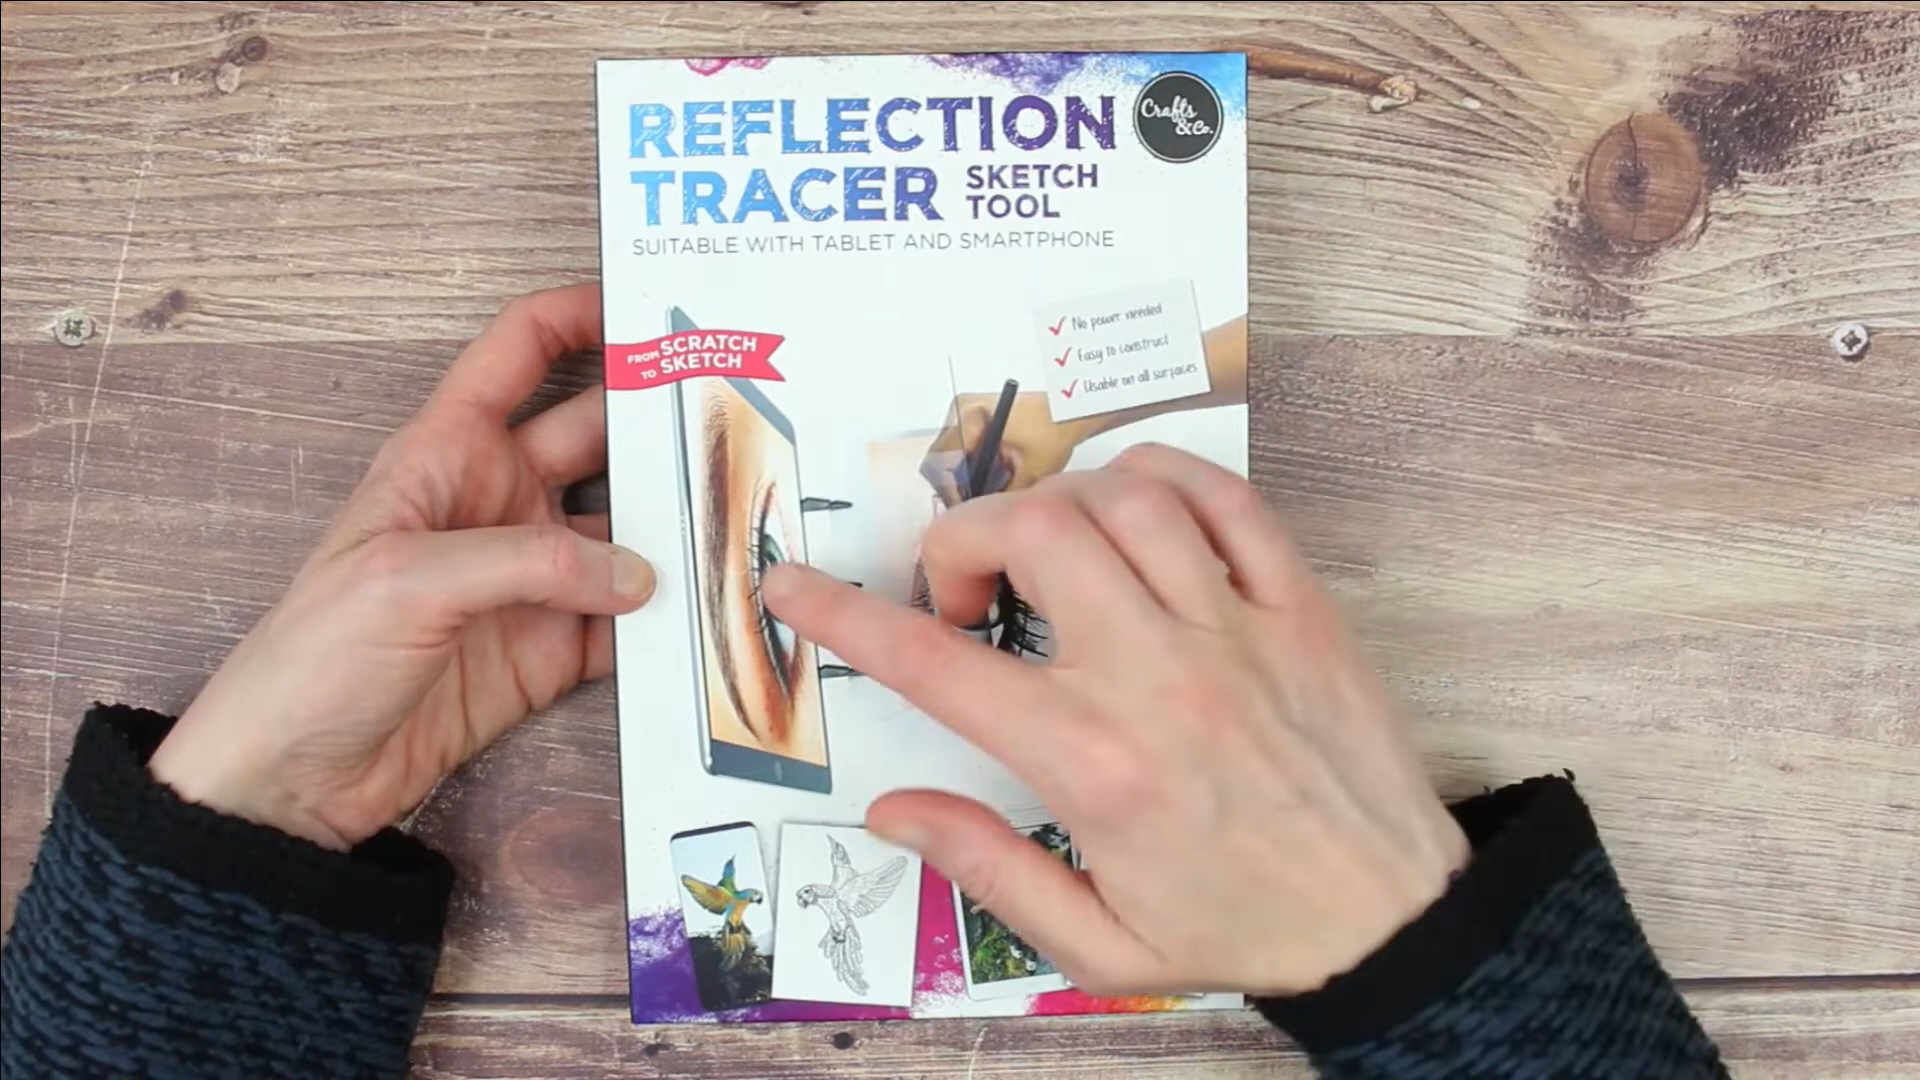 REFLECTION
TRACER
SKETCH
TOOL
Crafts
&Co.
SUITABLE WITH TABLET AND SMARTPHONE
No power needed
Easy to construct
Usable on all surfaces
FROM SCRATCH
TO SKETCH